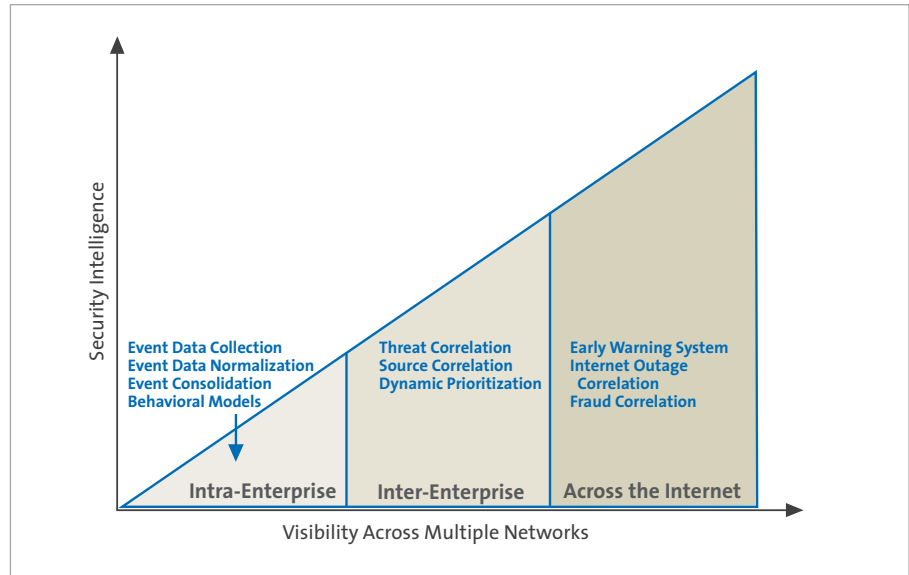 Security Intelligence
Event Data Collection
Event Data Normalization
Event Consolidation
Behavioral Models
Threat Correlation
Source Correlation
Dynamic Prioritization
Early Warning System
Internet Outage
Correlation
Fraud Correlation
Intra-Enterprise
Inter-Enterprise
Across the Internet
Visibility Across Multiple Networks